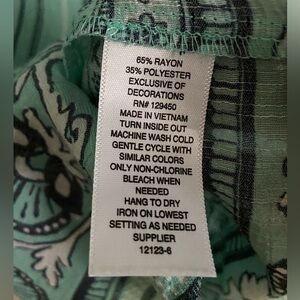 65% RAYON
35% POLYESTER
EXCLUSIVE OF
DECORATIONS
RN# 129450
MADE IN VIETNAM
TURN INSIDE OUT
MACHINE WASH COLD
GENTLE CYCLE WITH
SIMILAR COLORS
ONLY NON-CHLORINE
BLEACH WHEN
NEEDED
HANG TO DRY
IRON ON LOWEST
SETTING AS NEEDED
SUPPLIER
12123-6